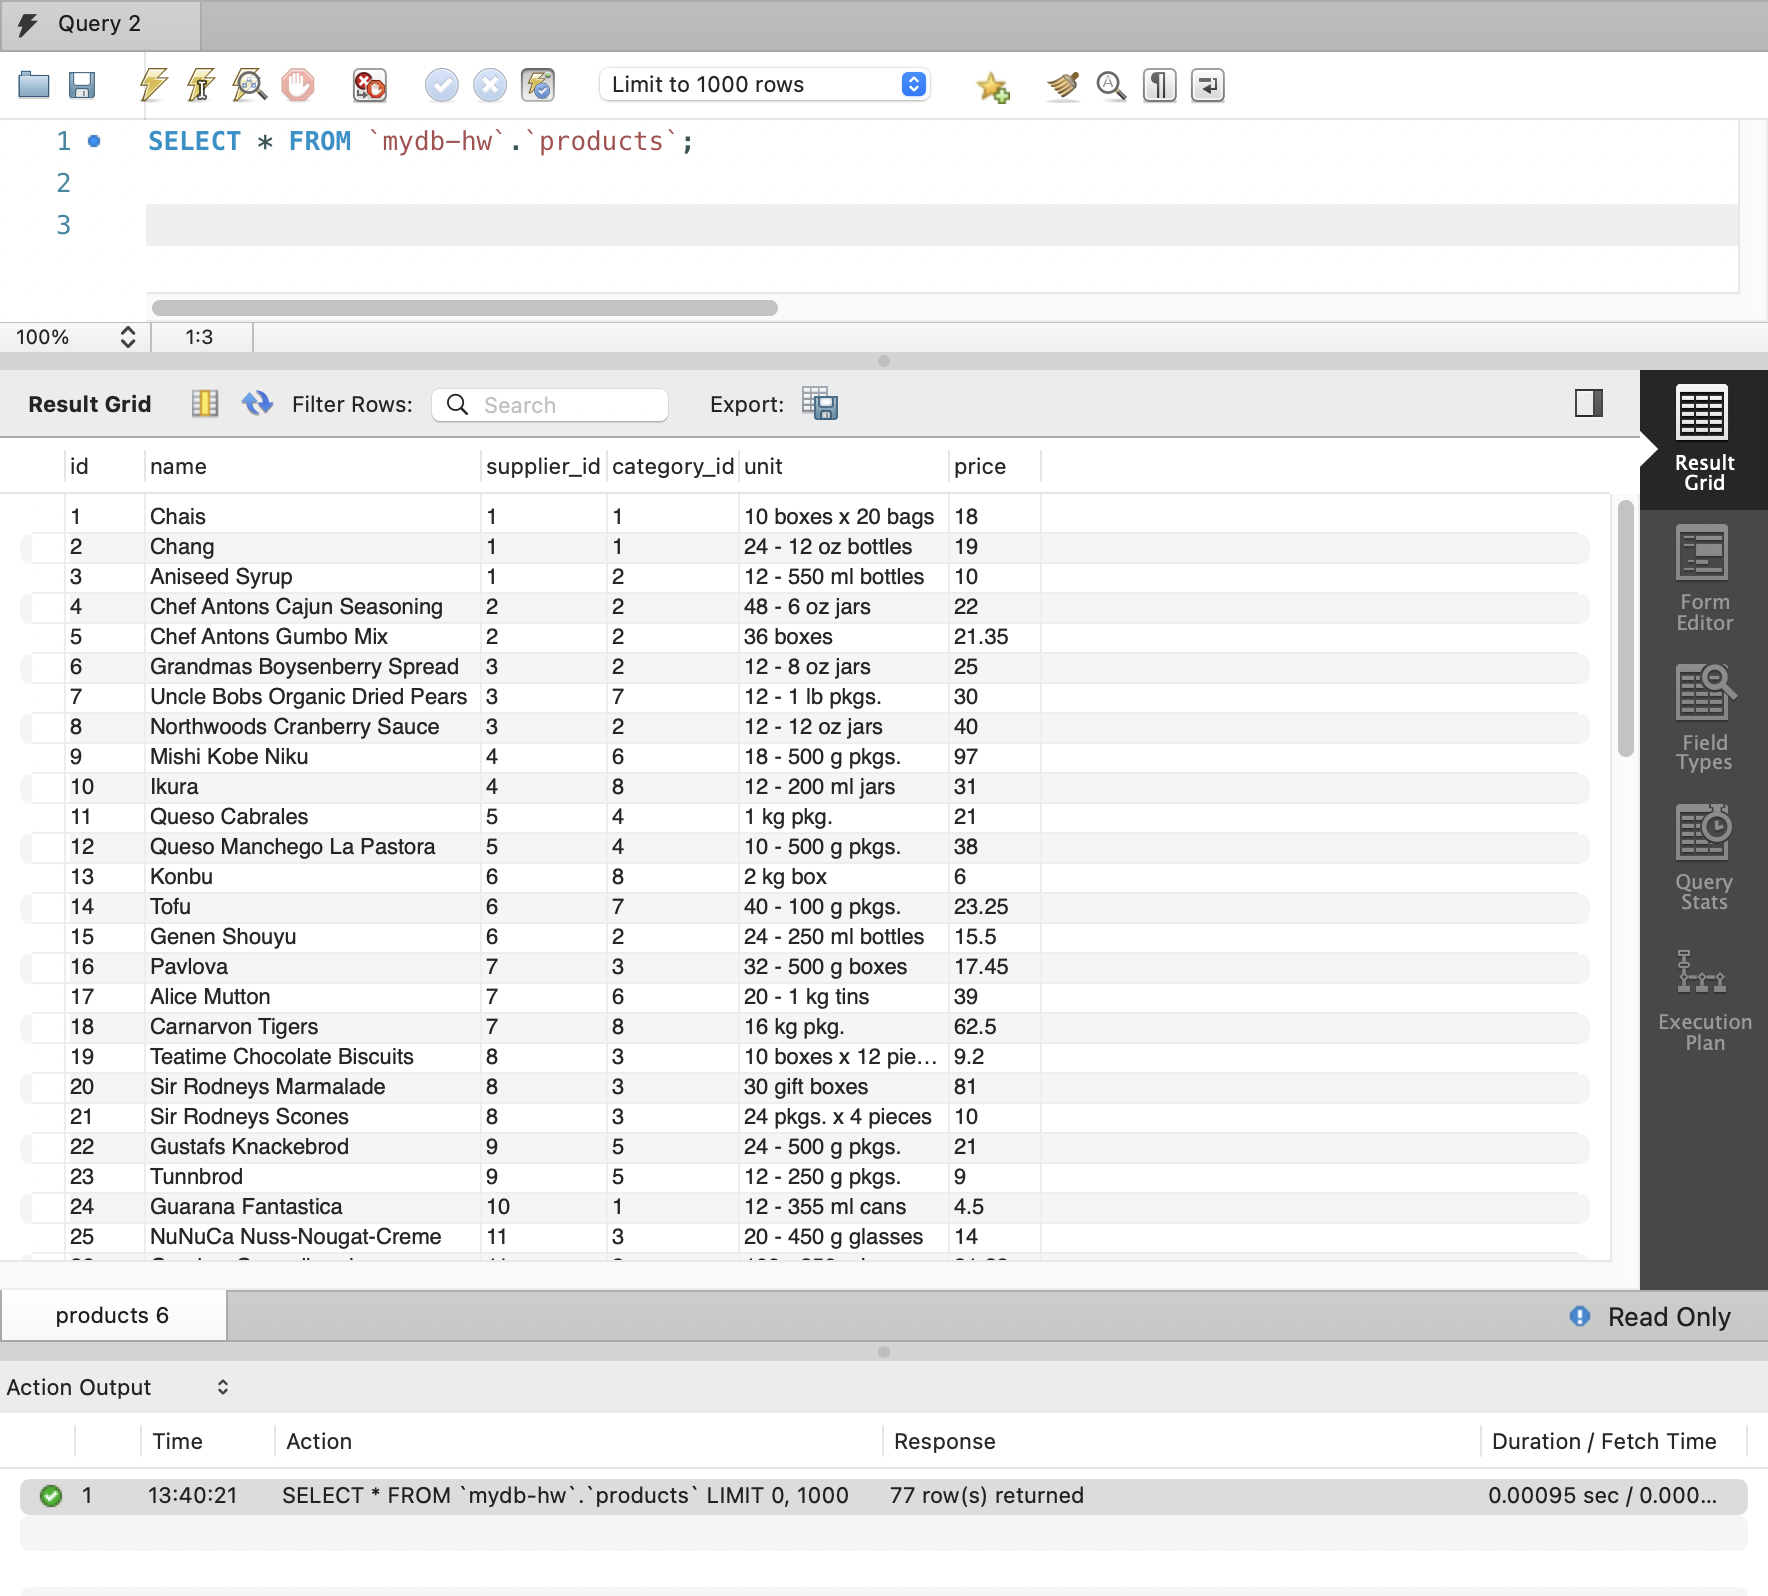 Query 2
Limit to 1000 rows
1 SELECT * FROM `mydb-hw`.`products`;
2
3
100% 1:3
Result Grid Filter Rows: Search Export:
id name supplier_id category_id unit price
1 Chais 1 1 10 boxes x 20 bags 18
2 Chang 1 1 24 - 12 oz bottles 19
3 Aniseed Syrup 1 2 12 - 550 ml bottles 10
4 Chef Antons Cajun Seasoning 2 2 48 - 6 oz jars 22
5 Chef Antons Gumbo Mix 2 2 36 boxes 21.35
6 Grandmas Boysenberry Spread 3 2 12 - 8 oz jars 25
7 Uncle Bobs Organic Dried Pears 3 7 12 - 1 lb pkgs. 30
8 Northwoods Cranberry Sauce 3 2 12 - 12 oz jars 40
9 Mishi Kobe Niku 4 6 18 - 500 g pkgs. 97
10 Ikura 4 8 12 - 200 ml jars 31
11 Queso Cabrales 5 4 1 kg pkg. 21
12 Queso Manchego La Pastora 5 4 10 - 500 g pkgs. 38
13 Konbu 6 8 2 kg box 6
14 Tofu 6 7 40 - 100 g pkgs. 23.25
15 Genen Shouyu 6 2 24 - 250 ml bottles 15.5
16 Pavlova 7 3 32 - 500 g boxes 17.45
17 Alice Mutton 7 6 20 - 1 kg tins 39
18 Carnarvon Tigers 7 8 16 kg pkg. 62.5
19 Teatime Chocolate Biscuits 8 3 10 boxes x 12 pie... 9.2
20 Sir Rodneys Marmalade 8 3 30 gift boxes 81
21 Sir Rodneys Scones 8 3 24 pkgs. x 4 pieces 10
22 Gustafs Knackebrod 9 5 24 - 500 g pkgs. 21
23 Tunnbrod 9 5 12 - 250 g pkgs. 9
24 Guarana Fantastica 10 1 12 - 355 ml cans 4.5
25 NuNuCa Nuss-Nougat-Creme 11 3 20 - 450 g glasses 14
Result
Grid
Form
Editor
Field
Types
Query
Stats
Execution
Plan
products 6 Read Only
Action Output
Time Action Response Duration / Fetch Time
1 13:40:21 SELECT * FROM `mydb-hw`.`products` LIMIT 0, 1000 77 row(s) returned 0.00095 sec / 0.000...